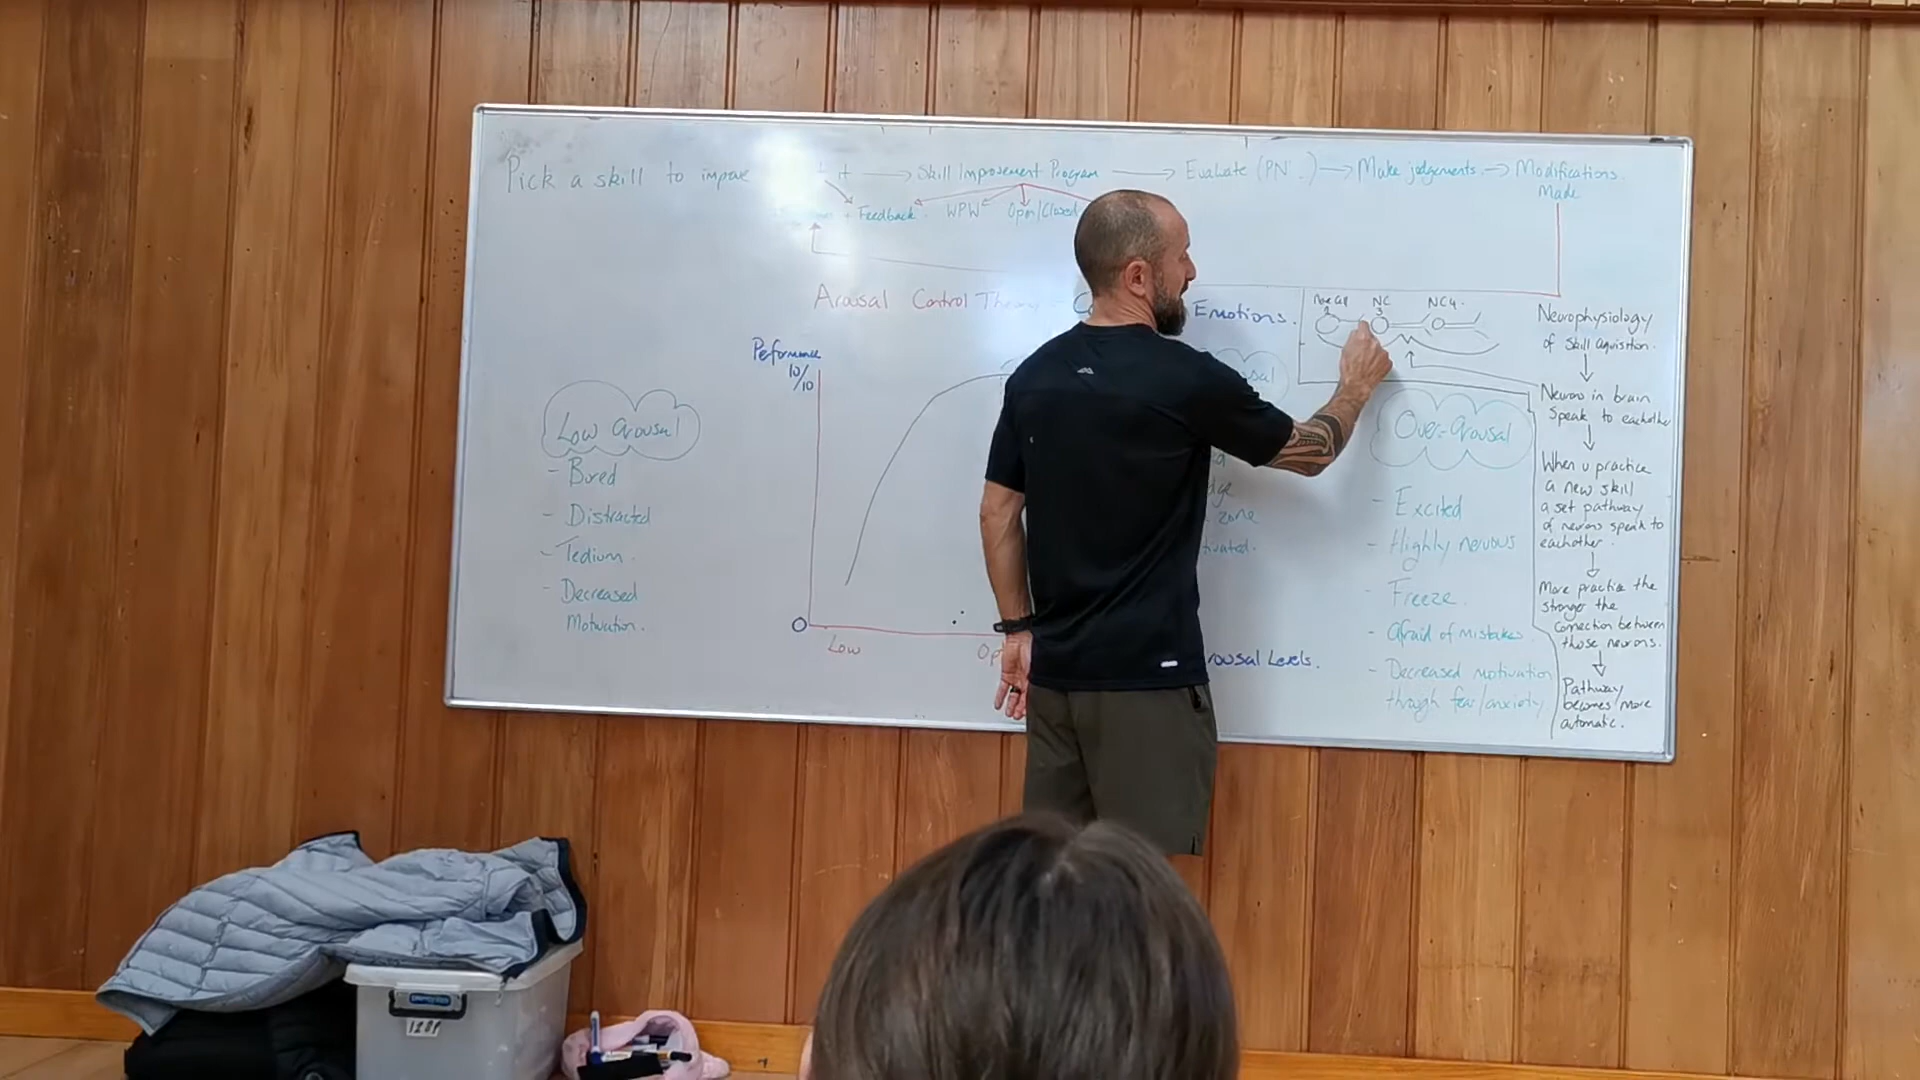 Pick a skill to improve
it → Skill Improvement Program → Evaluate (PN.) → Make judgements → Modifications
Made
Feedback WPW Open/Closed
Arousal Control Theory
Emotions.
NC
3
NC4.
Performance
10/10
Low arousal
- Bored
- Distracted
- Tedium.
- Decreased
Motivation.
O
Low
Arousal Levels.
zone
Over-arousal
- Excited
- Highly nervous
- Freeze.
- Afraid of mistakes.
- Decreased motivation
through fear/anxiety
Neurophysiology
of skill aquisition.
Neurons in brain
speak to eachother
When u practice
a new skill
a set pathway
of neurons speak to
eachother.
More practice the
stronger the
connection between
those neurons.
Pathway
becomes more
automatic.